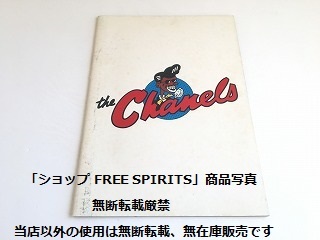 the Chanels
「ショップ FREE SPIRITS」商品写真
無断転載厳禁
当店以外の使用は無断転載、無在庫販売です